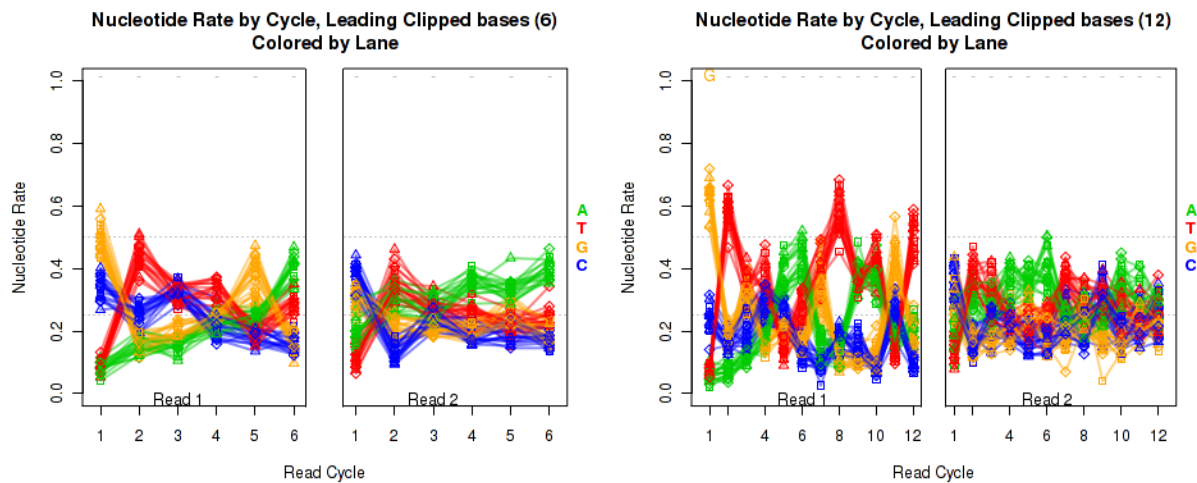 Nucleotide Rate by Cycle, Leading Clipped bases (6)
Colored by Lane
Nucleotide Rate
1.0
0.8
0.6
0.4
0.2
0.0
Read 1
Read 2
1 2 3 4 5 6
1 2 3 4 5 6
Read Cycle
A
T
G
C
Nucleotide Rate by Cycle, Leading Clipped bases (12)
Colored by Lane
Nucleotide Rate
1.0
0.8
0.6
0.4
0.2
0.0
G
Read 1
Read 2
1 4 6 8 10 12
1 4 6 8 10 12
Read Cycle
A
T
G
C